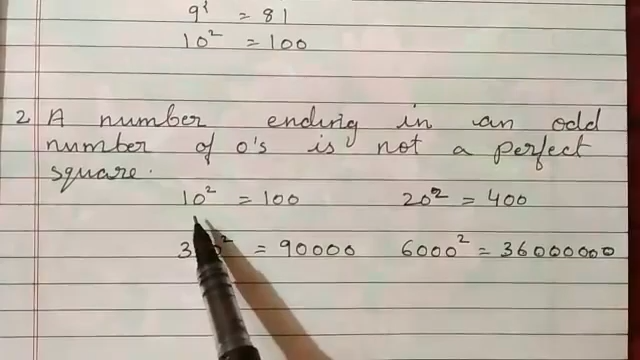 9² = 81
10² = 100
2 A number ending in an odd
number of 0's is not a perfect
square.
10² = 100 20² = 400
= 90000 6000² = 36000000